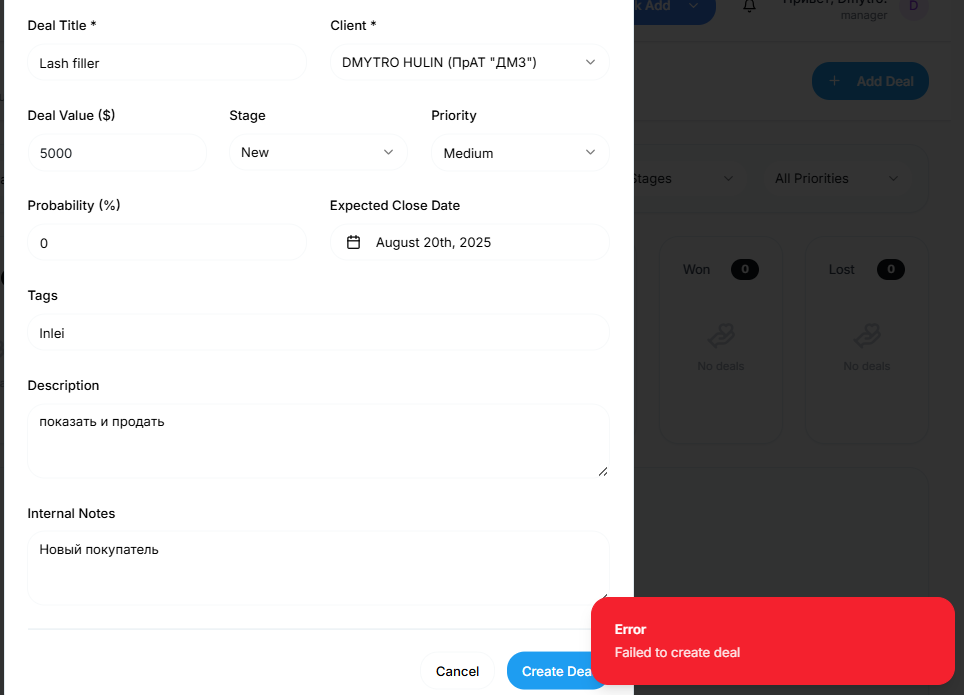 Deal Title *
Client *
Lash filler
DMYTRO HULIN (ПрАТ "ДМЗ")
Deal Value ($)
Stage
Priority
5000
New
Medium
Probability (%)
Expected Close Date
0
August 20th, 2025
Tags
Inlei
Description
показать и продать
Internal Notes
Новый покупатель
Cancel
Create Dea
Add
manager
D
Add Deal
Stages
All Priorities
Won 0
Lost 0
No deals
No deals
Error
Failed to create deal